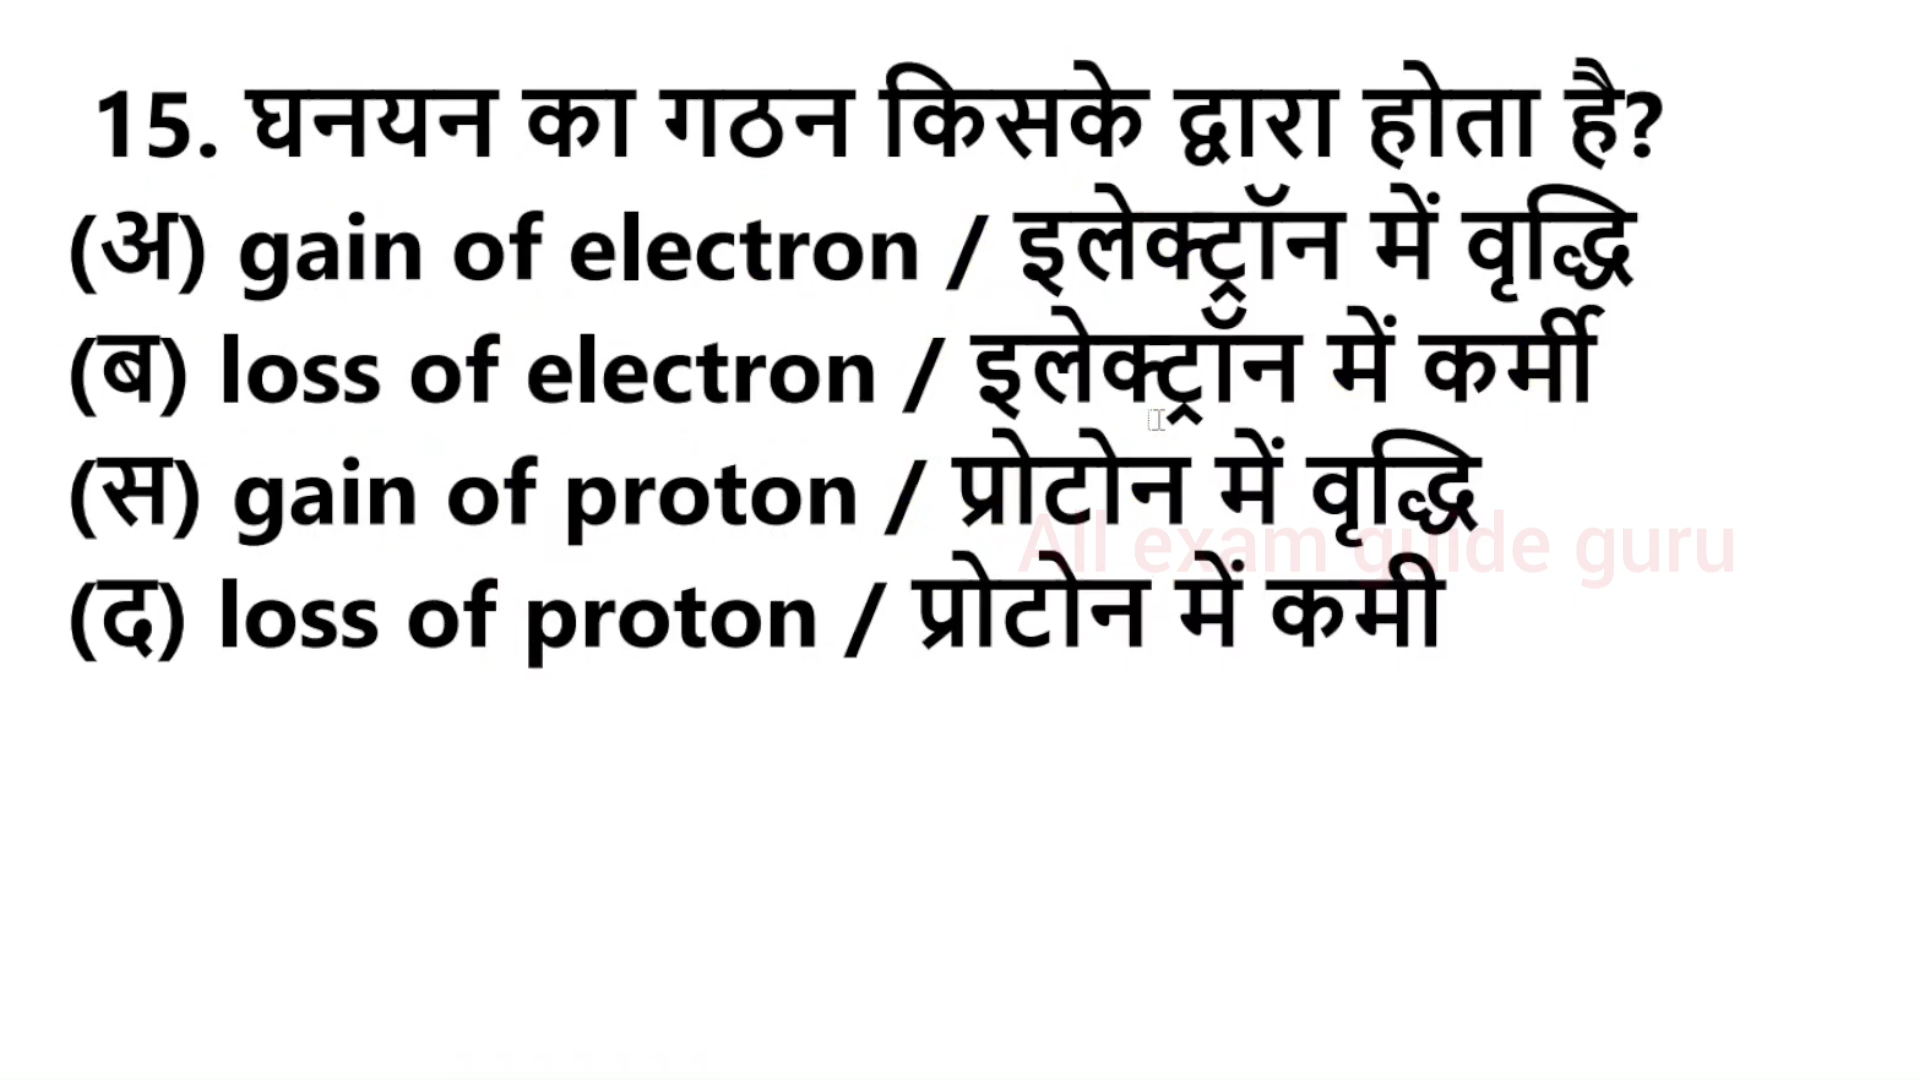 15. घनयन का गठन किसके द्वारा होता है?
(अ) gain of electron / इलेक्ट्रॉन में वृद्धि
(ब) loss of electron / इलेक्ट्रॉन में कर्मी
(स) gain of proton / प्रोटोन में वृद्धि
All exam guide guru
(द) loss of proton / प्रोटोन में कमी